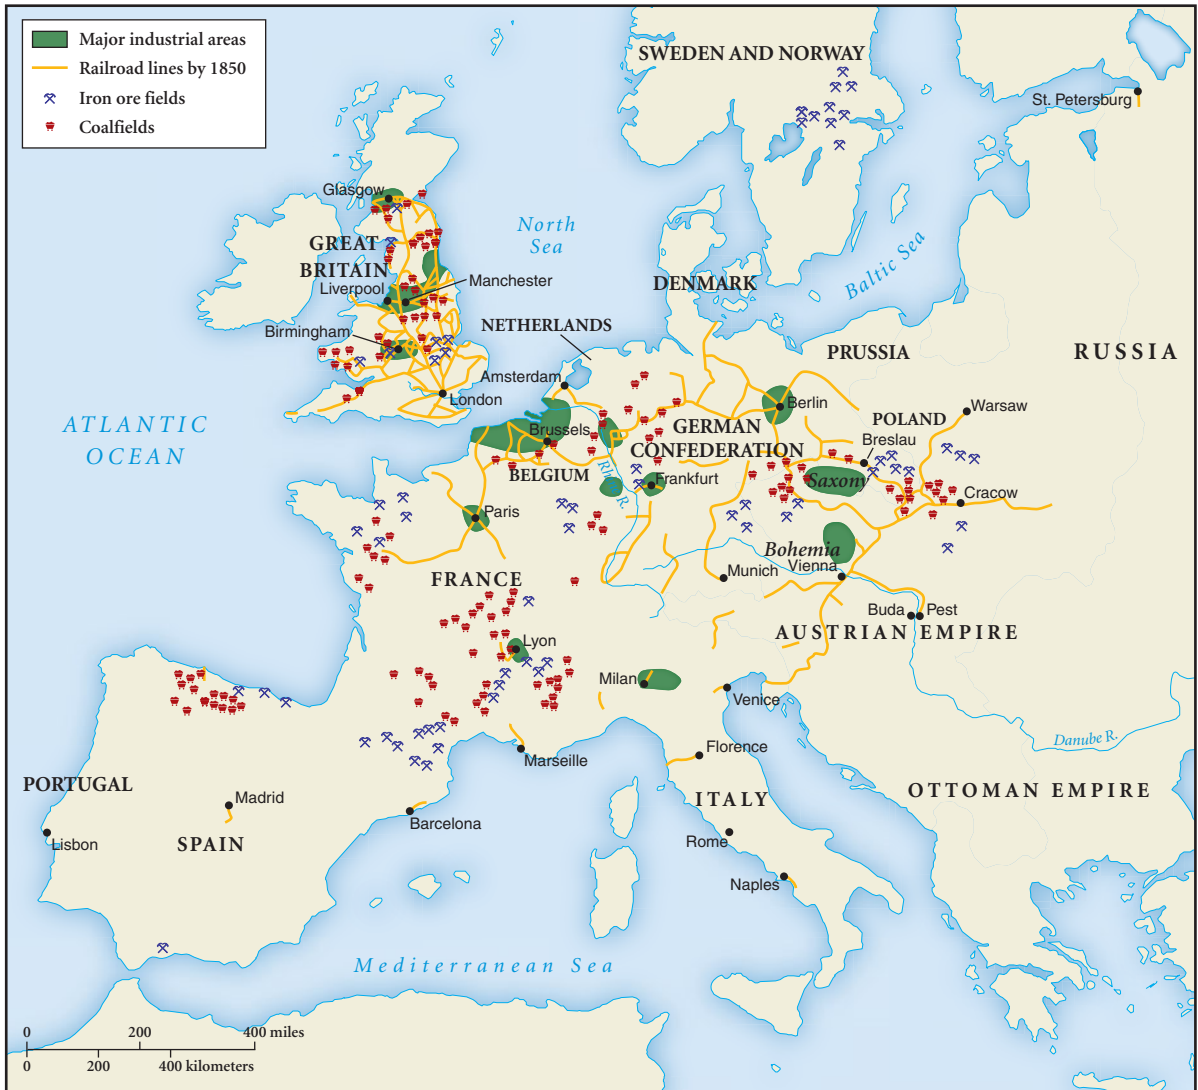 Major industrial areas
Railroad lines by 1850
Iron ore fields
Coalfields
SWEDEN AND NORWAY
St. Petersburg
Glasgow
North
Sea
GREAT
BRITAIN
Baltic Sea
Liverpool
Manchester
DENMARK
Birmingham
NETHERLANDS
PRUSSIA
RUSSIA
Amsterdam
London
Berlin
Warsaw
ATLANTIC
OCEAN
Brussels
GERMAN
CONFEDERATION
POLAND
Breslau
BELGIUM
Rhine R.
Frankfurt
Saxony
Cracow
Paris
Bohemia
Vienna
Munich
FRANCE
Buda
Pest
AUSTRIAN EMPIRE
Lyon
Milan
Venice
Danube R.
Florence
Marseille
PORTUGAL
Madrid
ITALY
OTTOMAN EMPIRE
Barcelona
Lisbon
SPAIN
Rome
Naples
Mediterranean Sea
0 200 400 miles
0 200 400 kilometers